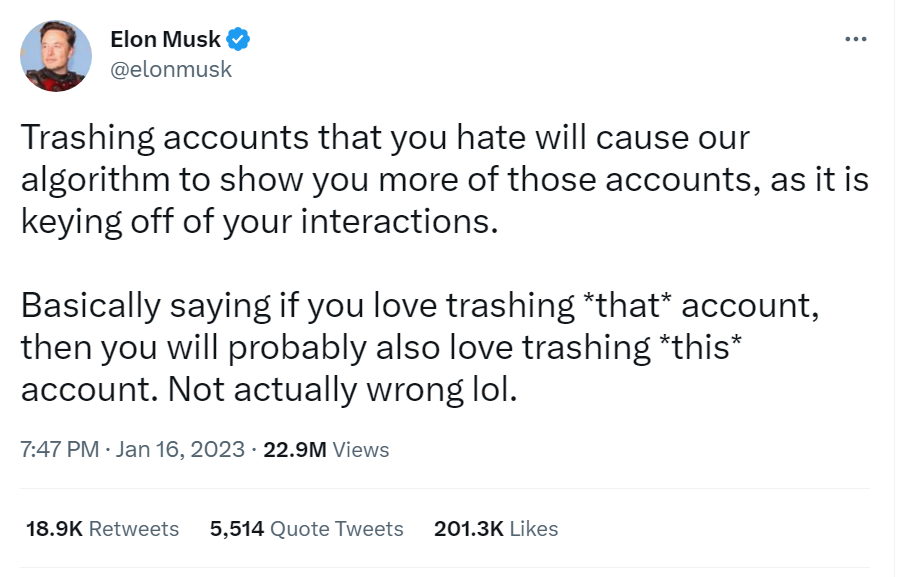 Elon Musk
@elonmusk
Trashing accounts that you hate will cause our
algorithm to show you more of those accounts, as it is
keying off of your interactions.
Basically saying if you love trashing *that* account,
then you will probably also love trashing *this*
account. Not actually wrong lol.
7:47 PM · Jan 16, 2023 · 22.9M Views
18.9K Retweets 5,514 Quote Tweets 201.3K Likes